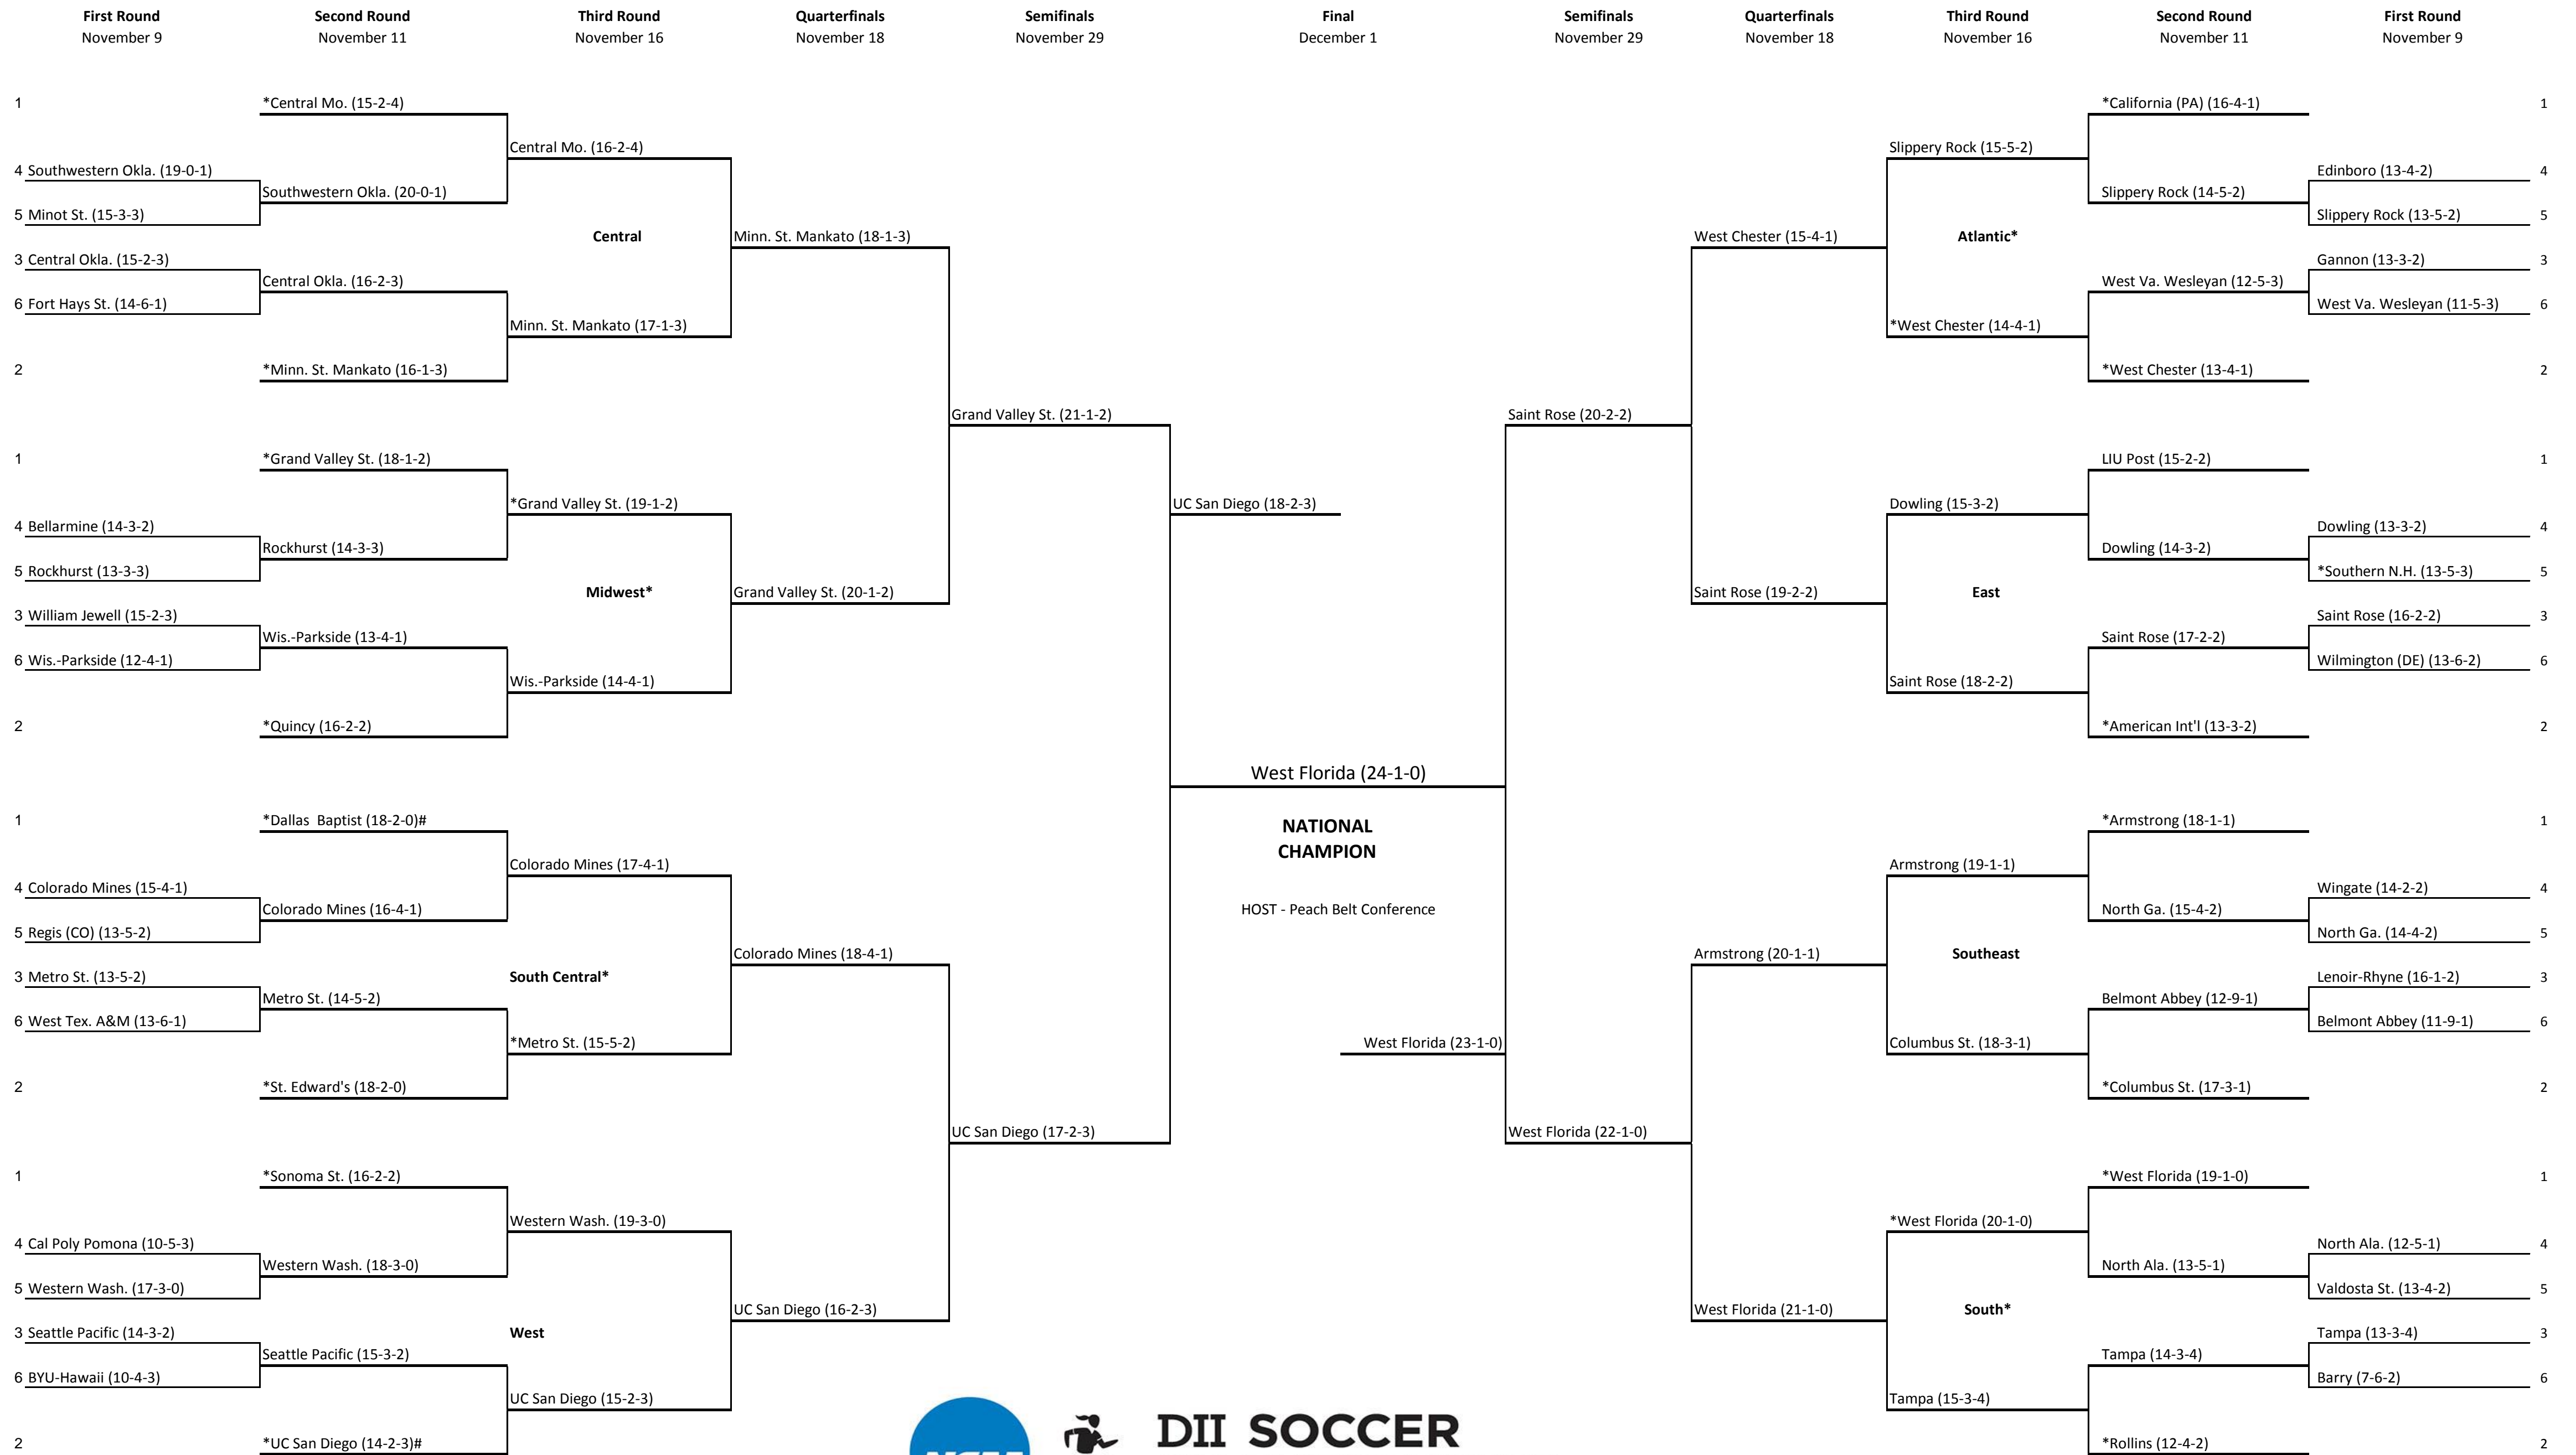 First Round Second Round Third Round Quarterfinals Semifinals Final Semifinals Quarterfinals Third Round Second Round First Round
November 9 November 11 November 16 November 18 November 29 December 1 November 29 November 18 November 16 November 11 November 9
1 *Central Mo. (15-2-4) *California (PA) (16-4-1) 1
Central Mo. (16-2-4) Slippery Rock (15-5-2)
4 Southwestern Okla. (19-0-1) Edinboro (13-4-2) 4
Southwestern Okla. (20-0-1) Slippery Rock (14-5-2)
5 Minot St. (15-3-3) Slippery Rock (13-5-2) 5
Central Minn. St. Mankato (18-1-3) West Chester (15-4-1) Atlantic*
3 Central Okla. (15-2-3) Gannon (13-3-2) 3
Central Okla. (16-2-3) West Va. Wesleyan (12-5-3)
6 Fort Hays St. (14-6-1) West Va. Wesleyan (11-5-3) 6
Minn. St. Mankato (17-1-3) *West Chester (14-4-1)
2 *Minn. St. Mankato (16-1-3) *West Chester (13-4-1) 2
Grand Valley St. (21-1-2) Saint Rose (20-2-2)
1 *Grand Valley St. (18-1-2) LIU Post (15-2-2) 1
*Grand Valley St. (19-1-2) UC San Diego (18-2-3) Dowling (15-3-2)
4 Bellarmine (14-3-2) Dowling (13-3-2) 4
Rockhurst (14-3-3) Dowling (14-3-2)
5 Rockhurst (13-3-3) *Southern N.H. (13-5-3) 5
Midwest* Grand Valley St. (20-1-2) Saint Rose (19-2-2) East
3 William Jewell (15-2-3) Saint Rose (16-2-2) 3
Wis.-Parkside (13-4-1) Saint Rose (17-2-2)
6 Wis.-Parkside (12-4-1) Wilmington (DE) (13-6-2) 6
Wis.-Parkside (14-4-1) Saint Rose (18-2-2)
2 *Quincy (16-2-2) *American Int'l (13-3-2) 2
West Florida (24-1-0)
1 *Dallas Baptist (18-2-0)# NATIONAL *Armstrong (18-1-1) 1
CHAMPION
Colorado Mines (17-4-1) Armstrong (19-1-1)
4 Colorado Mines (15-4-1) Wingate (14-2-2) 4
Colorado Mines (16-4-1) HOST - Peach Belt Conference North Ga. (15-4-2)
5 Regis (CO) (13-5-2) North Ga. (14-4-2) 5
Colorado Mines (18-4-1) Armstrong (20-1-1) Southeast
3 Metro St. (13-5-2) South Central* Lenoir-Rhyne (16-1-2) 3
Metro St. (14-5-2) Belmont Abbey (12-9-1)
6 West Tex. A&M (13-6-1) Belmont Abbey (11-9-1) 6
*Metro St. (15-5-2) West Florida (23-1-0) Columbus St. (18-3-1)
2 *St. Edward's (18-2-0) *Columbus St. (17-3-1) 2
UC San Diego (17-2-3) West Florida (22-1-0)
1 *Sonoma St. (16-2-2) *West Florida (19-1-0) 1
Western Wash. (19-3-0) *West Florida (20-1-0)
4 Cal Poly Pomona (10-5-3) North Ala. (12-5-1) 4
Western Wash. (18-3-0) North Ala. (13-5-1)
5 Western Wash. (17-3-0) Valdosta St. (13-4-2) 5
UC San Diego (16-2-3) West Florida (21-1-0) South*
3 Seattle Pacific (14-3-2) West Tampa (13-3-4) 3
Seattle Pacific (15-3-2) Tampa (14-3-4)
6 BYU-Hawaii (10-4-3) Barry (7-6-2) 6
UC San Diego (15-2-3) Tampa (15-3-4)
DII SOCCER
2 *UC San Diego (14-2-3)# *Rollins (12-4-2) 2